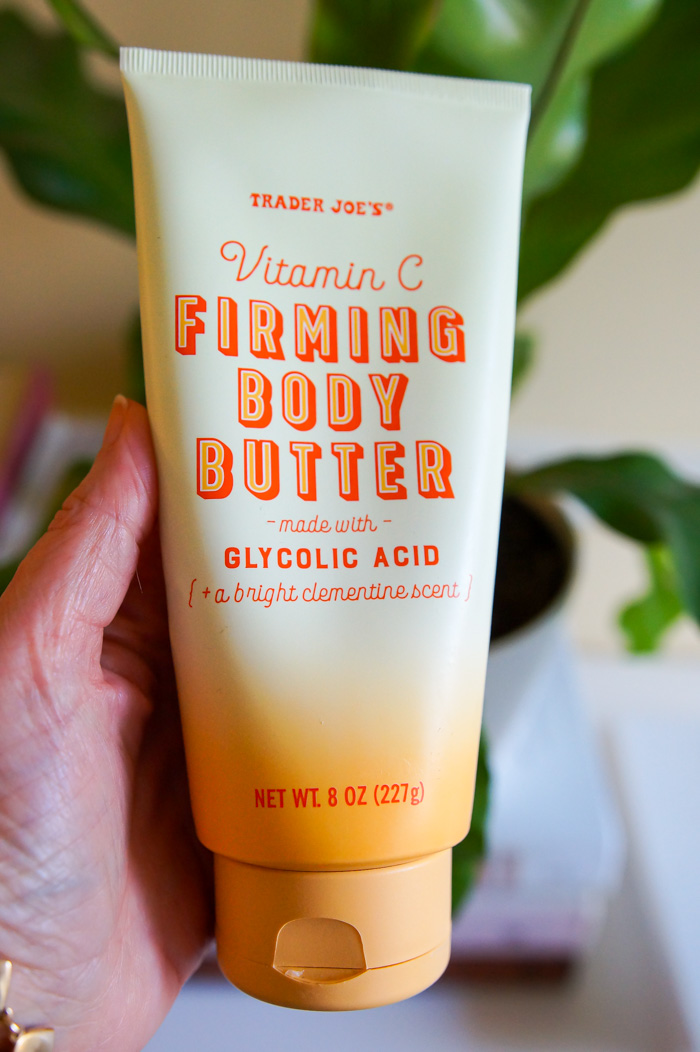 TRADER JOE'S®
Vitamin C
FIRMING
BODY
BUTTER
- made with -
GLYCOLIC ACID
{ + a bright clementine scent }
NET WT. 8 OZ (227g)